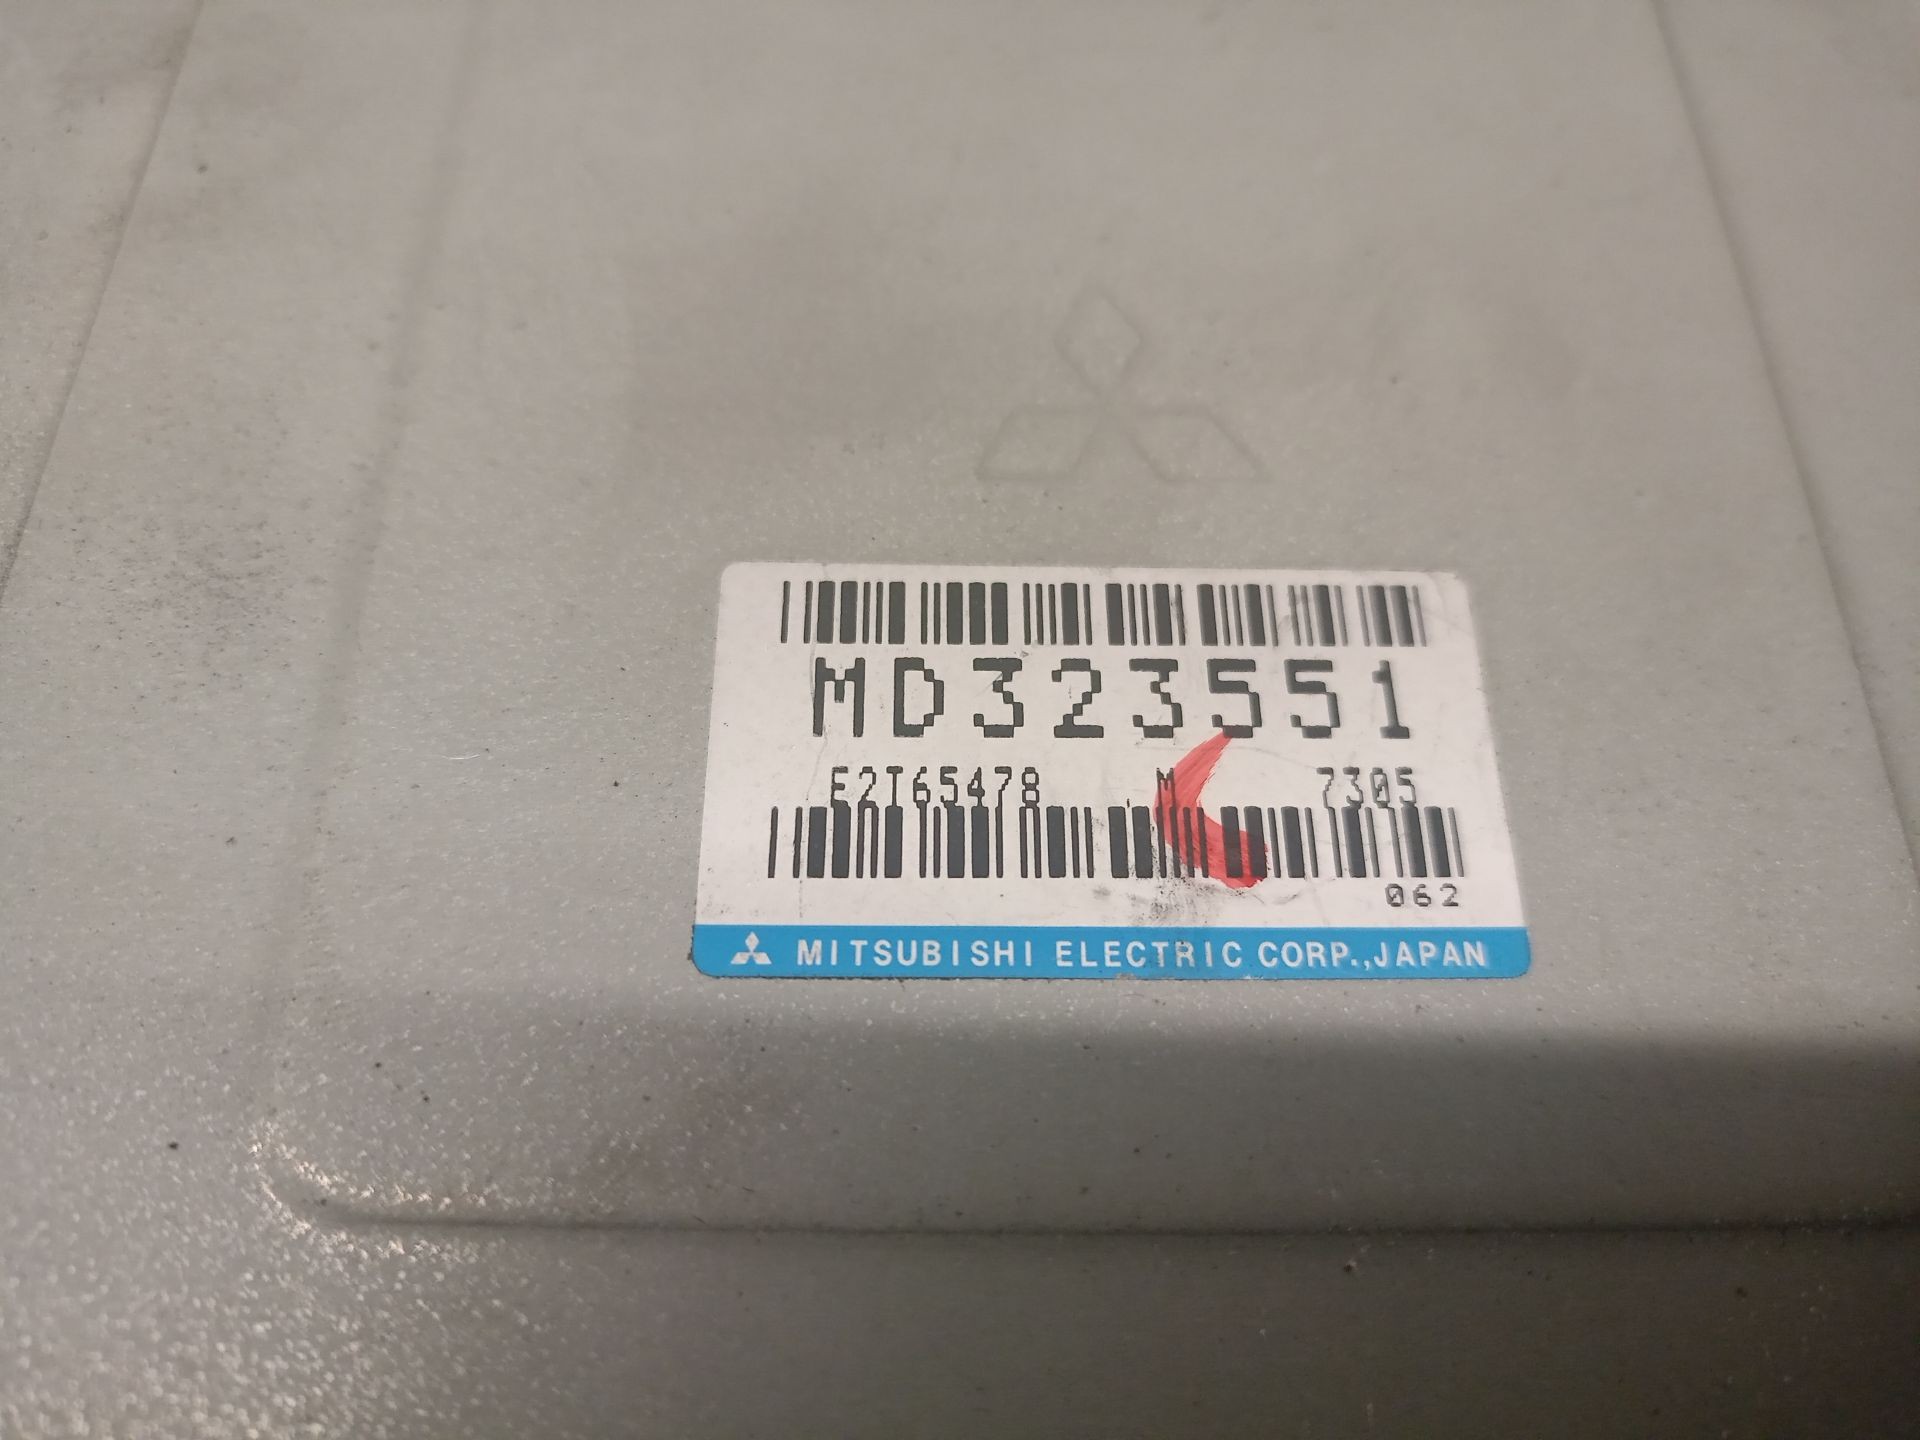 MD323551
E2T65478 M 7305
062
MITSUBISHI ELECTRIC CORP.,JAPAN